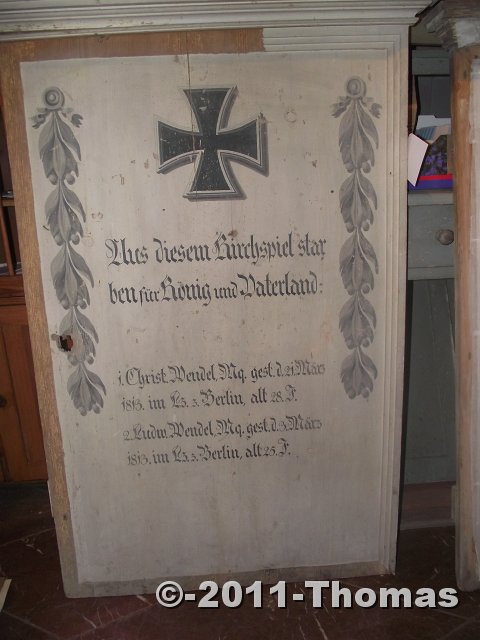 Aus diesem Kirchspiel star
ben für König und Vaterland:
1. Christ. Wendel, Mq. gest. d. 21 März
1813. im Lz. z. Berlin, alt 28. J.
2. Ludw. Wendel, Mq. gest. d. 3. März
1813. im Lz. z. Berlin, alt 25. J.
©-2011-Thomas